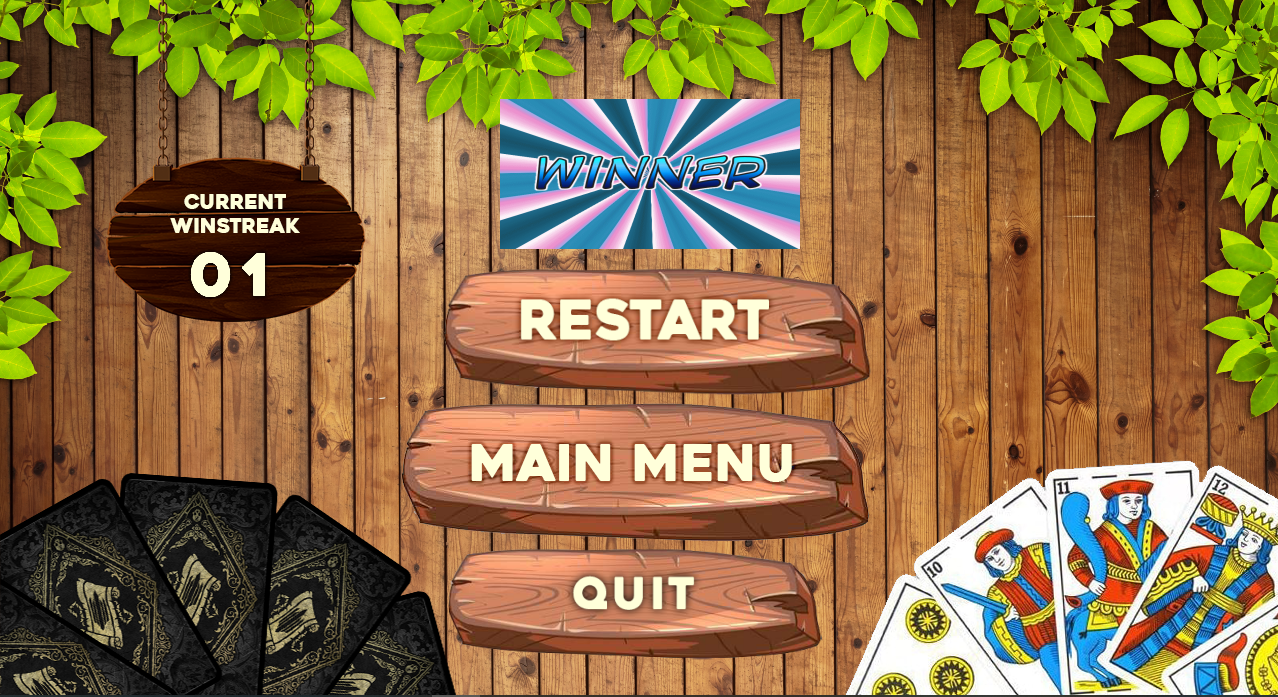 CURRENT
WINSTREAK
01
WINNER
RESTART
MAIN MENU
QUIT
10
11
12